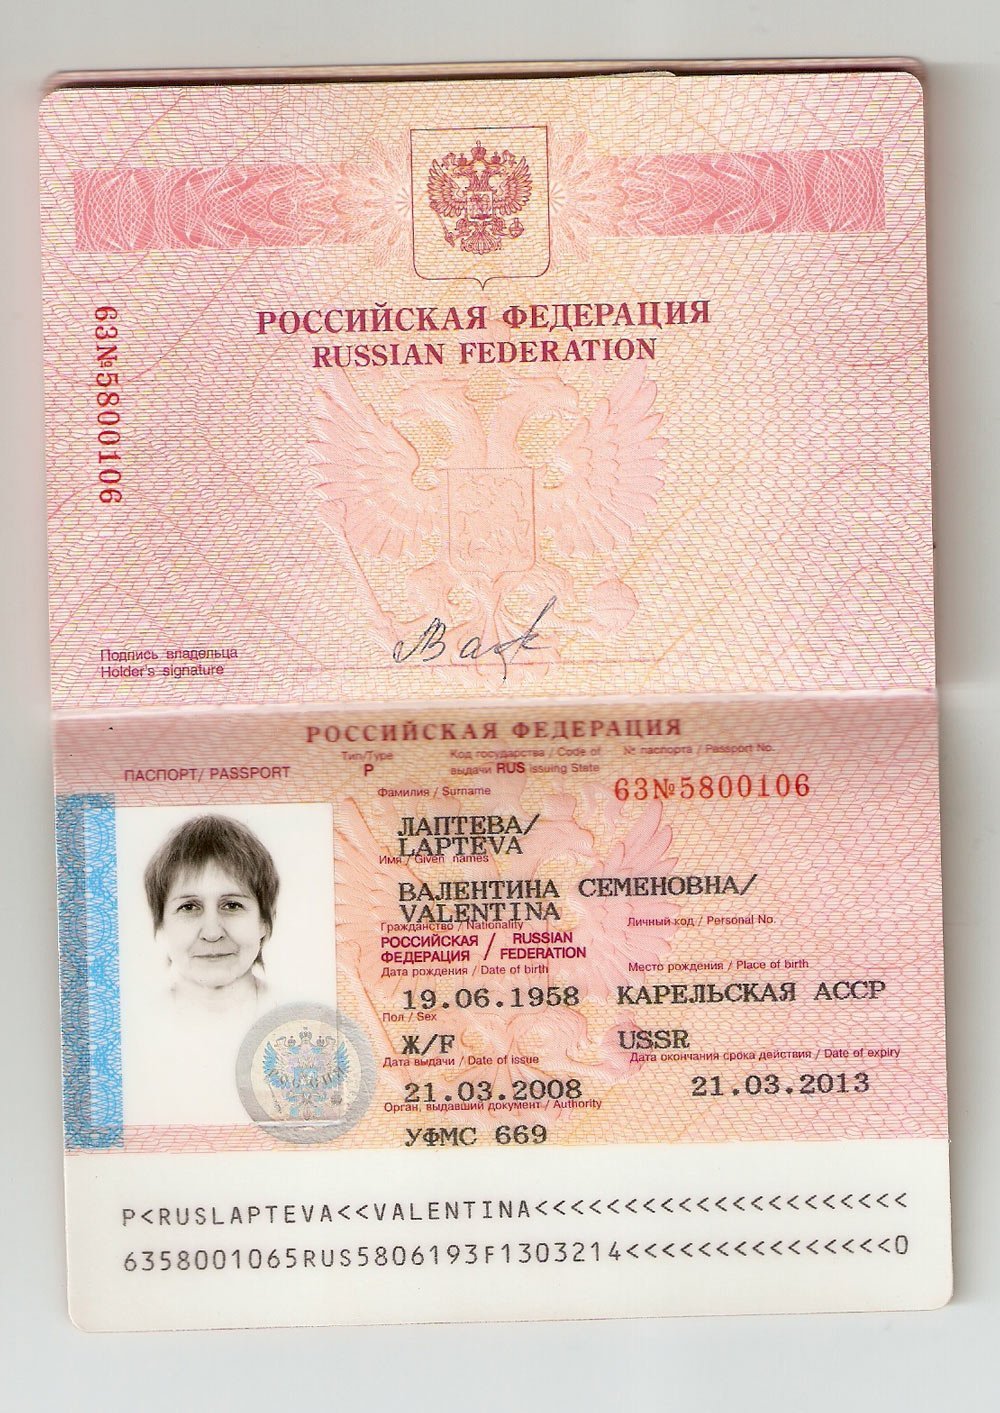 РОССИЙСКАЯ ФЕДЕРАЦИЯ
RUSSIAN FEDERATION
63№5800106
Подпись владельца
Holder's signature
РОССИЙСКАЯ ФЕДЕРАЦИЯ
ПАСПОРТ/ PASSPORT
Тип/Type
P
Код государства / Code of
выдачи RUS issuing State
№ паспорта / Passport No.
63№5800106
Фамилия / Surname
ЛАПТЕВА/
LAPTEVA
Имя / Given names
ВАЛЕНТИНА СЕМЕНОВНА/
VALENTINA
Гражданство / Nationality
Личный код / Personal No.
РОССИЙСКАЯ / RUSSIAN
ФЕДЕРАЦИЯ / FEDERATION
Дата рождения / Date of birth
Место рождения / Place of birth
19.06.1958 КАРЕЛЬСКАЯ АССР
Пол / Sex
Ж/F
USSR
Дата выдачи / Date of issue
Дата окончания срока действия / Date of expiry
21.03.2008
21.03.2013
Орган, выдавший документ / Authority
УФМС 669
P<RUSLAPTEVA<<VALENTINA<<<<<<<<<<<<<<<<<<<<<
6358001065RUS5806193F1303214<<<<<<<<<<<<<<<0